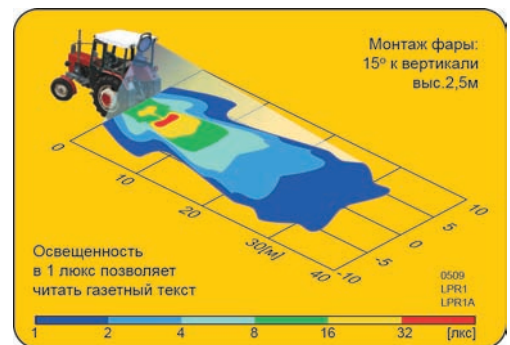 Монтаж фары:
15º к вертикали
выс.2,5м
0
10
20
30[м]
40
-10
-5
0
5
10
Освещенность
в 1 люкс позволяет
читать газетный текст
0509
LPR1
LPR1A
1 2 4 8 16 32 [лкс]